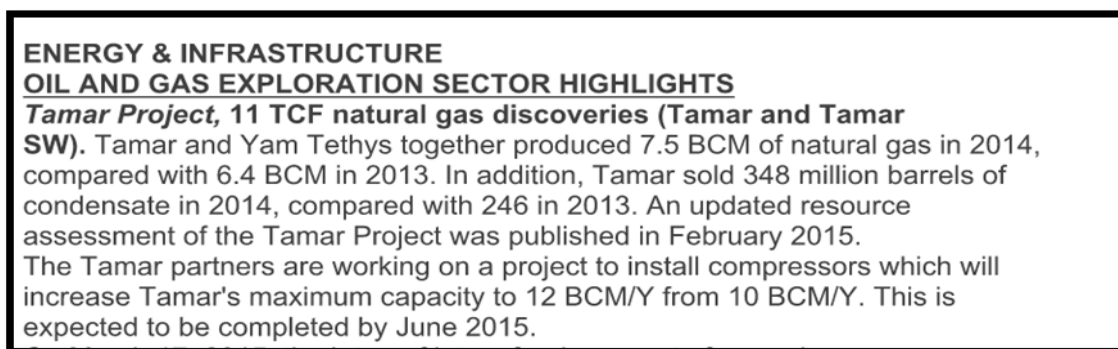 ENERGY & INFRASTRUCTURE
OIL AND GAS EXPLORATION SECTOR HIGHLIGHTS
Tamar Project, 11 TCF natural gas discoveries (Tamar and Tamar
SW). Tamar and Yam Tethys together produced 7.5 BCM of natural gas in 2014,
compared with 6.4 BCM in 2013. In addition, Tamar sold 348 million barrels of
condensate in 2014, compared with 246 in 2013. An updated resource
assessment of the Tamar Project was published in February 2015.
The Tamar partners are working on a project to install compressors which will
increase Tamar's maximum capacity to 12 BCM/Y from 10 BCM/Y. This is
expected to be completed by June 2015.